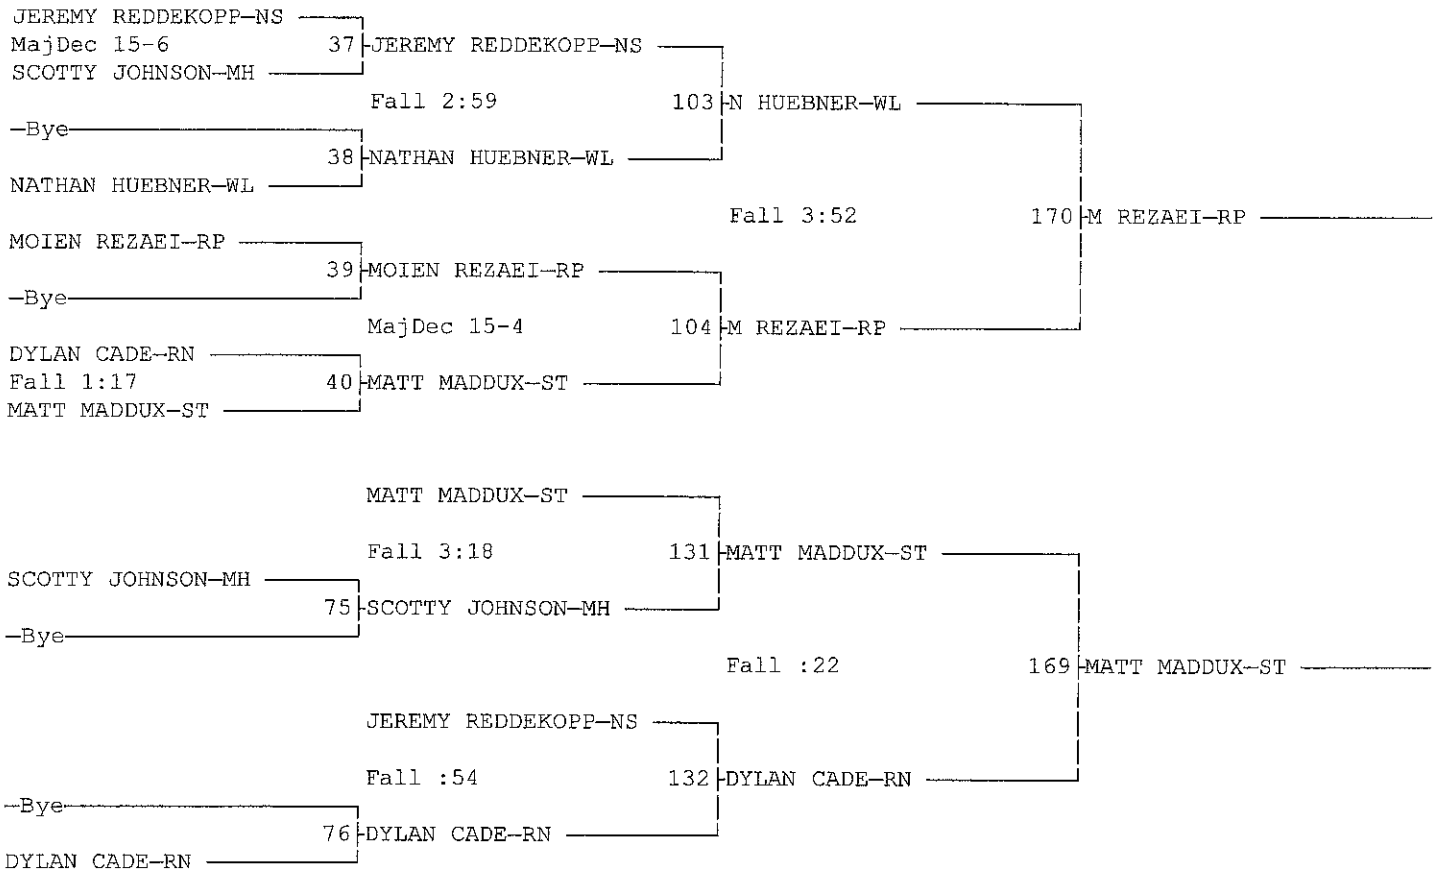 JEREMY REDDEKOPP-NS
MajDec 15-6 37 JEREMY REDDEKOPP-NS
SCOTTY JOHNSON-MH
Fall 2:59 103 N HUEBNER-WL
-Bye
38 NATHAN HUEBNER-WL
NATHAN HUEBNER-WL
Fall 3:52 170 M REZAEI-RP
MOIEN REZAEI-RP
39 MOIEN REZAEI-RP
-Bye
MajDec 15-4 104 M REZAEI-RP
DYLAN CADE-RN
Fall 1:17 40 MATT MADDUX-ST
MATT MADDUX-ST
MATT MADDUX-ST
Fall 3:18 131 MATT MADDUX-ST
SCOTTY JOHNSON-MH
75 SCOTTY JOHNSON-MH
-Bye
Fall :22 169 MATT MADDUX-ST
JEREMY REDDEKOPP-NS
Fall :54 132 DYLAN CADE-RN
-Bye
76 DYLAN CADE-RN
DYLAN CADE-RN